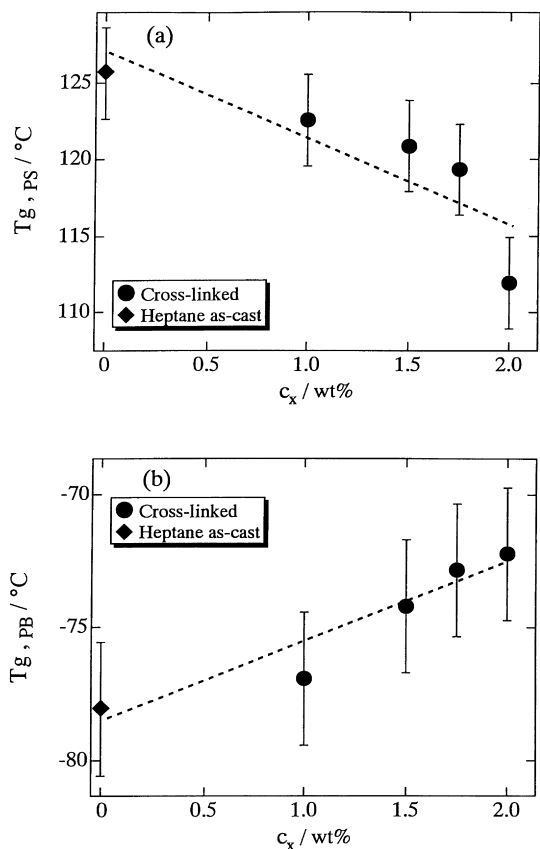 (a)
125
120
115
110
Tg , PS / °C
Cross-linked
Heptane as-cast
0 0.5 1.0 1.5 2.0
cx / wt%
(b)
-70
-75
-80
Tg , PB / °C
Cross-linked
Heptane as-cast
0 0.5 1.0 1.5 2.0
cx / wt%